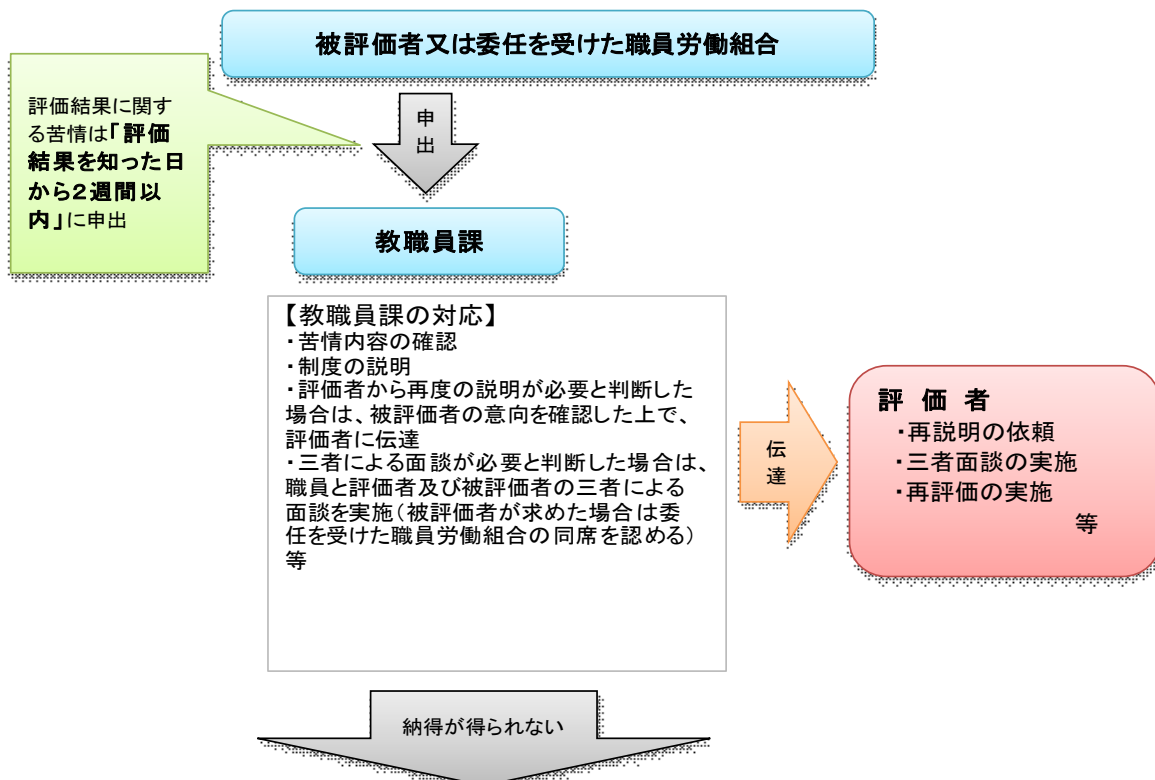 被評価者又は委任を受けた職員労働組合
評価結果に関す
る苦情は「評価
結果を知った日
から2週間以
内」に申出
申
出
教職員課
【教職員課の対応】
・苦情内容の確認
・制度の説明
・評価者から再度の説明が必要と判断した
場合は、被評価者の意向を確認した上で、
評価者に伝達
・三者による面談が必要と判断した場合は、
職員と評価者及び被評価者の三者による
面談を実施(被評価者が求めた場合は委
任を受けた職員労働組合の同席を認める)
等
伝
達
評 価 者
・再説明の依頼
・三者面談の実施
・再評価の実施
等
納得が得られない